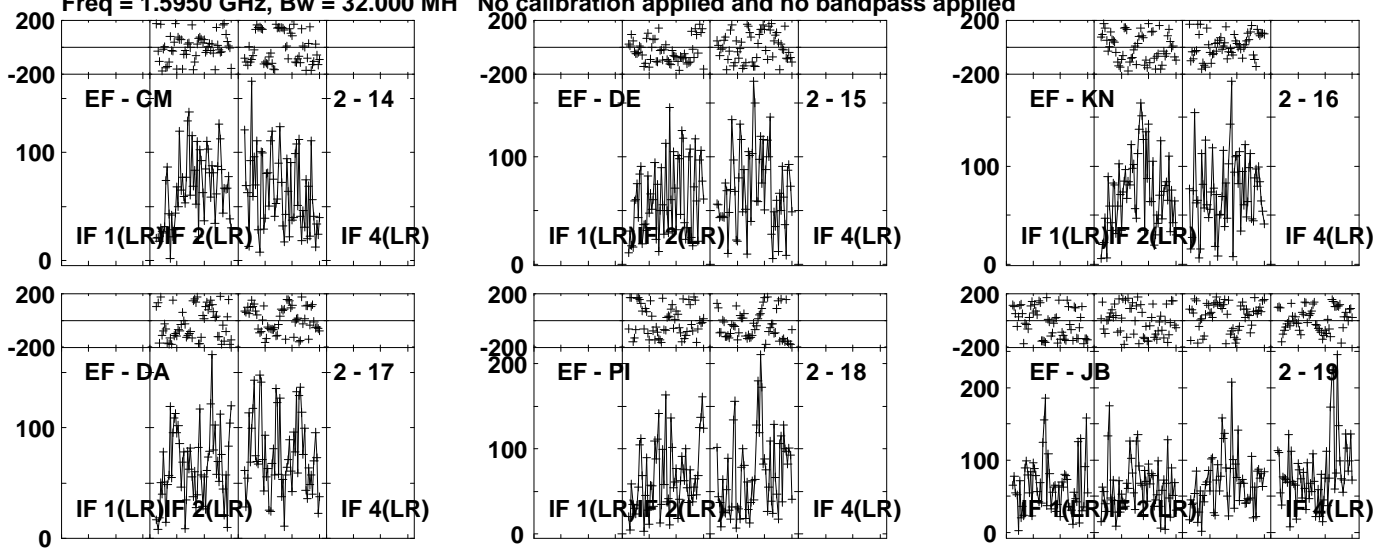 Freq = 1.5950 GHz, Bw = 32.000 MH No calibration applied and no bandpass applied
200
-200
EF - CM
2 - 14
100
IF 1(LR)
IF 2(LR)
IF 4(LR)
0
200
-200
EF - DE
2 - 15
100
IF 1(LR)
IF 2(LR)
IF 4(LR)
0
200
-200
EF - KN
2 - 16
100
IF 1(LR)
IF 2(LR)
IF 4(LR)
0
200
-200
EF - DA
2 - 17
100
IF 1(LR)
IF 2(LR)
IF 4(LR)
0
200
-200
200
EF - PI
2 - 18
100
IF 1(LR)
IF 2(LR)
IF 4(LR)
0
200
-200
EF - JB
2 - 19
200
100
IF 1(LR)
IF 2(LR)
IF 4(LR)
0